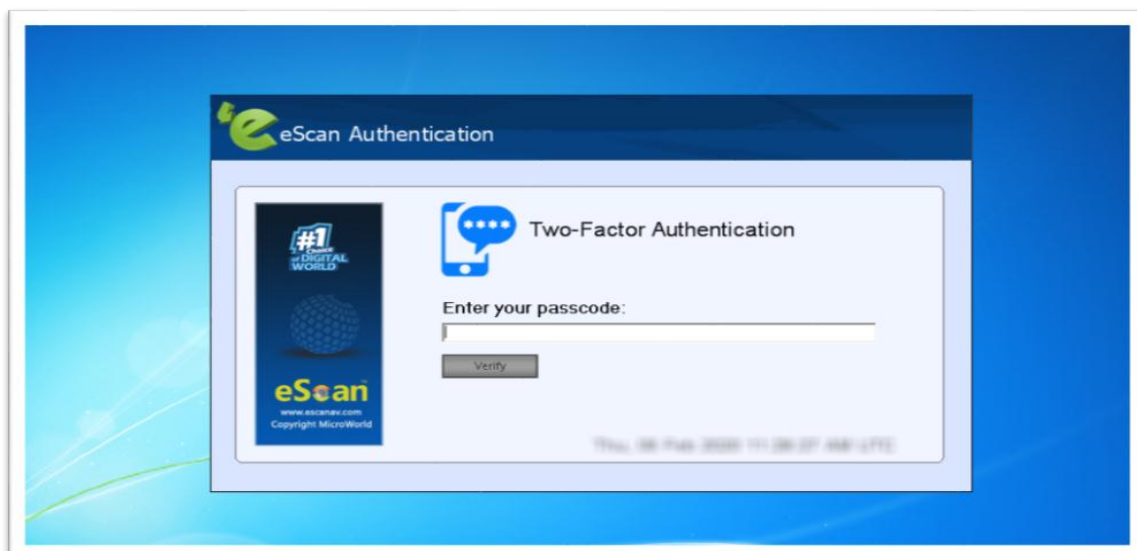 eScan Authentication
#1
Choice
of DIGITAL
WORLD
****
Two-Factor Authentication
Enter your passcode:
Verify
eScan
www.escanav.com
Copyright MicroWorld